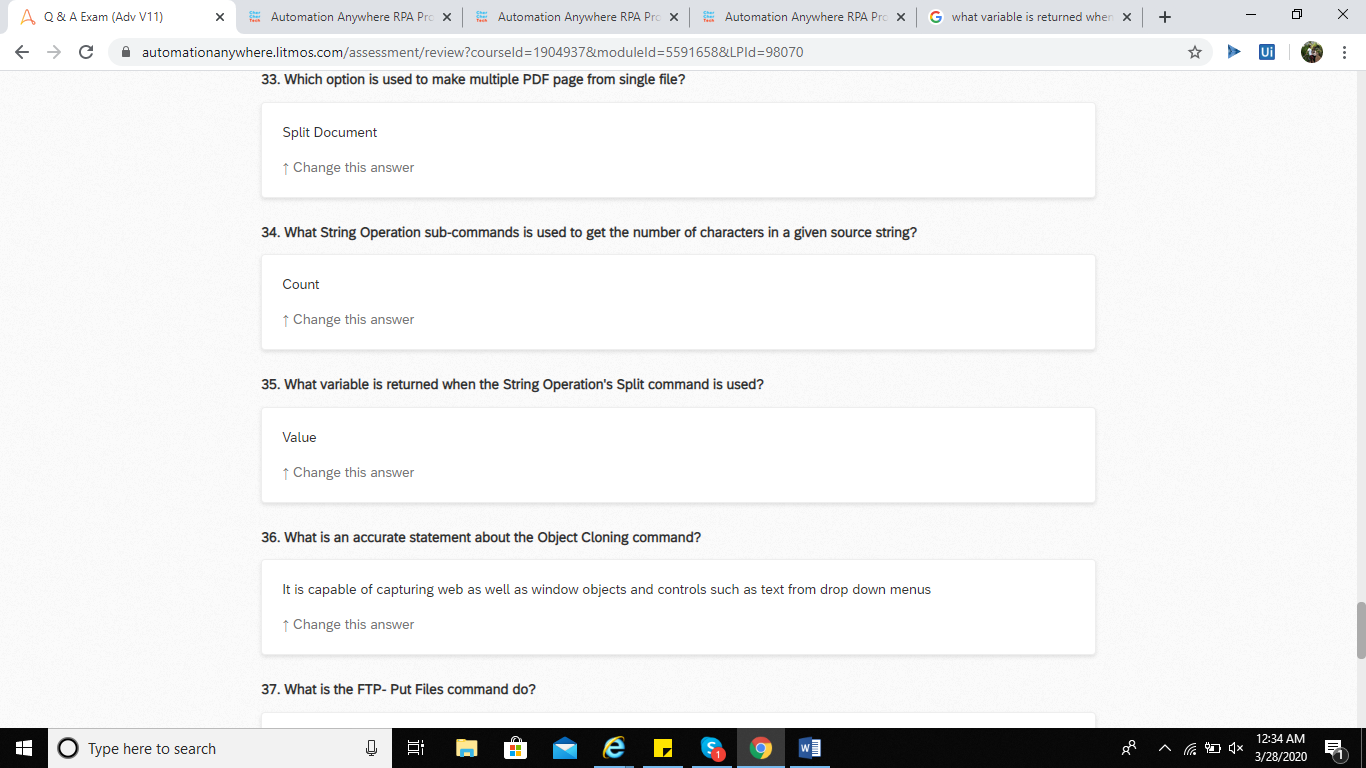 Q & A Exam (Adv V11)
Automation Anywhere RPA Pro
Automation Anywhere RPA Pro
Automation Anywhere RPA Pro
what variable is returned when
automationanywhere.litmos.com/assessment/review?courseId=1904937&moduleId=5591658&LPId=98070
Ui
33. Which option is used to make multiple PDF page from single file?
Split Document
↑ Change this answer
34. What String Operation sub-commands is used to get the number of characters in a given source string?
Count
↑ Change this answer
35. What variable is returned when the String Operation's Split command is used?
Value
↑ Change this answer
36. What is an accurate statement about the Object Cloning command?
It is capable of capturing web as well as window objects and controls such as text from drop down menus
↑ Change this answer
37. What is the FTP- Put Files command do?
Type here to search
12:34 AM
3/28/2020